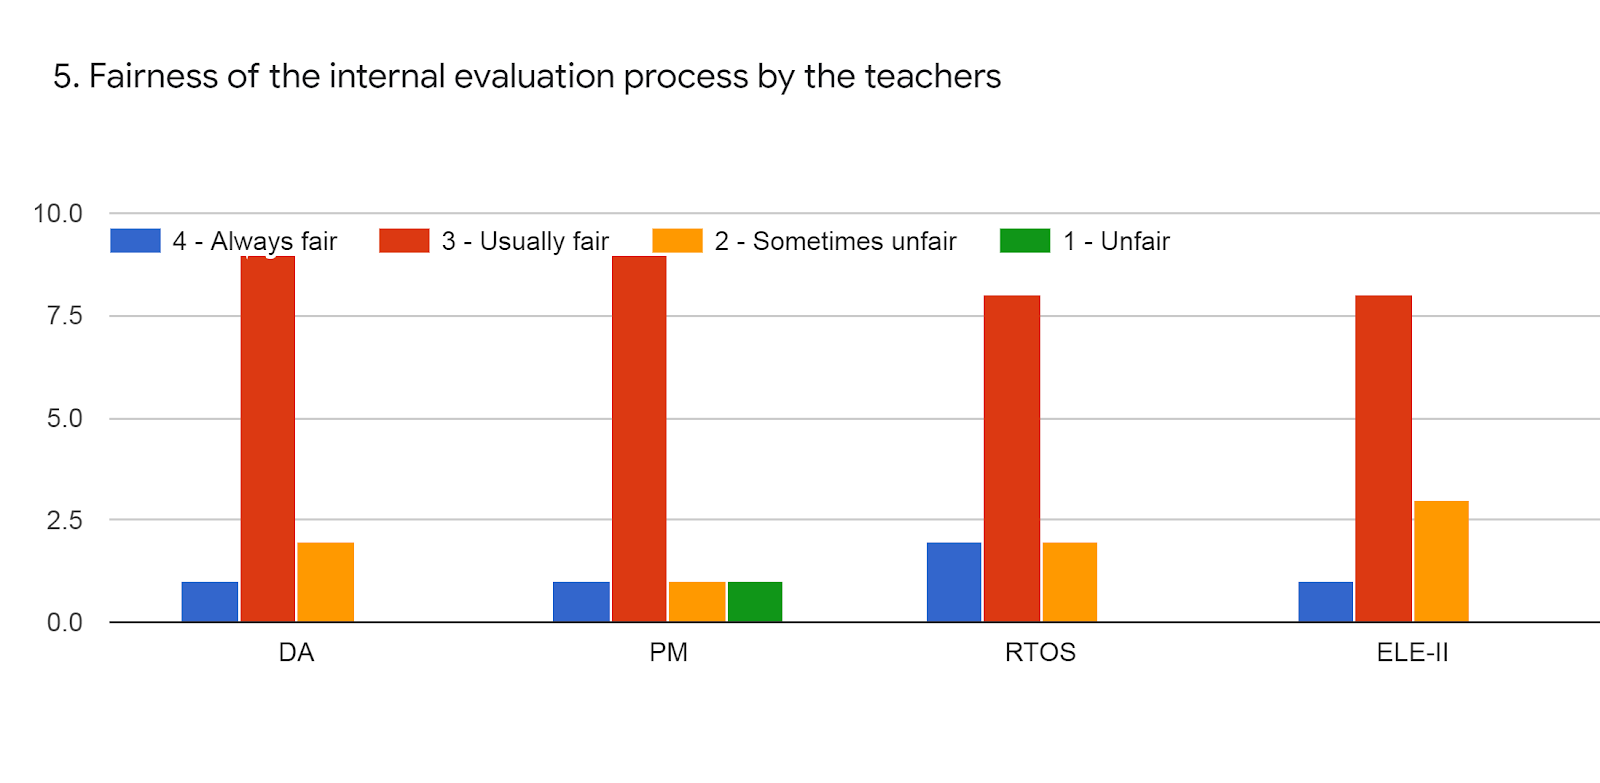 5. Fairness of the internal evaluation process by the teachers
10.0
4 - Always fair 3 - Usually fair 2 - Sometimes unfair 1 - Unfair
7.5
5.0
2.5
0.0
DA PM RTOS ELE-II